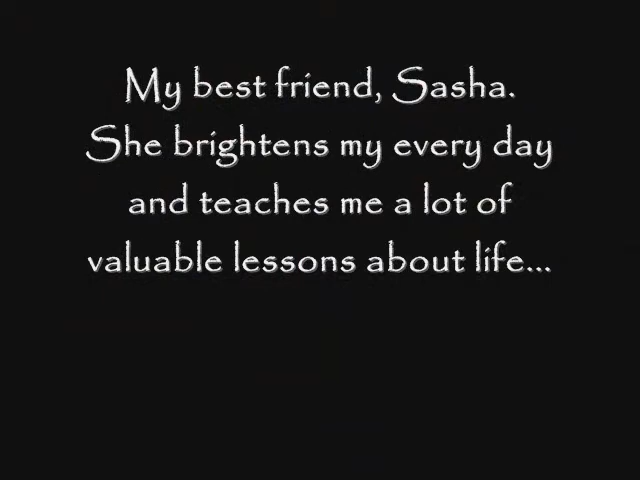 My best friend, Sasha.
She brightens my every day
and teaches me a lot of
valuable lessons about life...